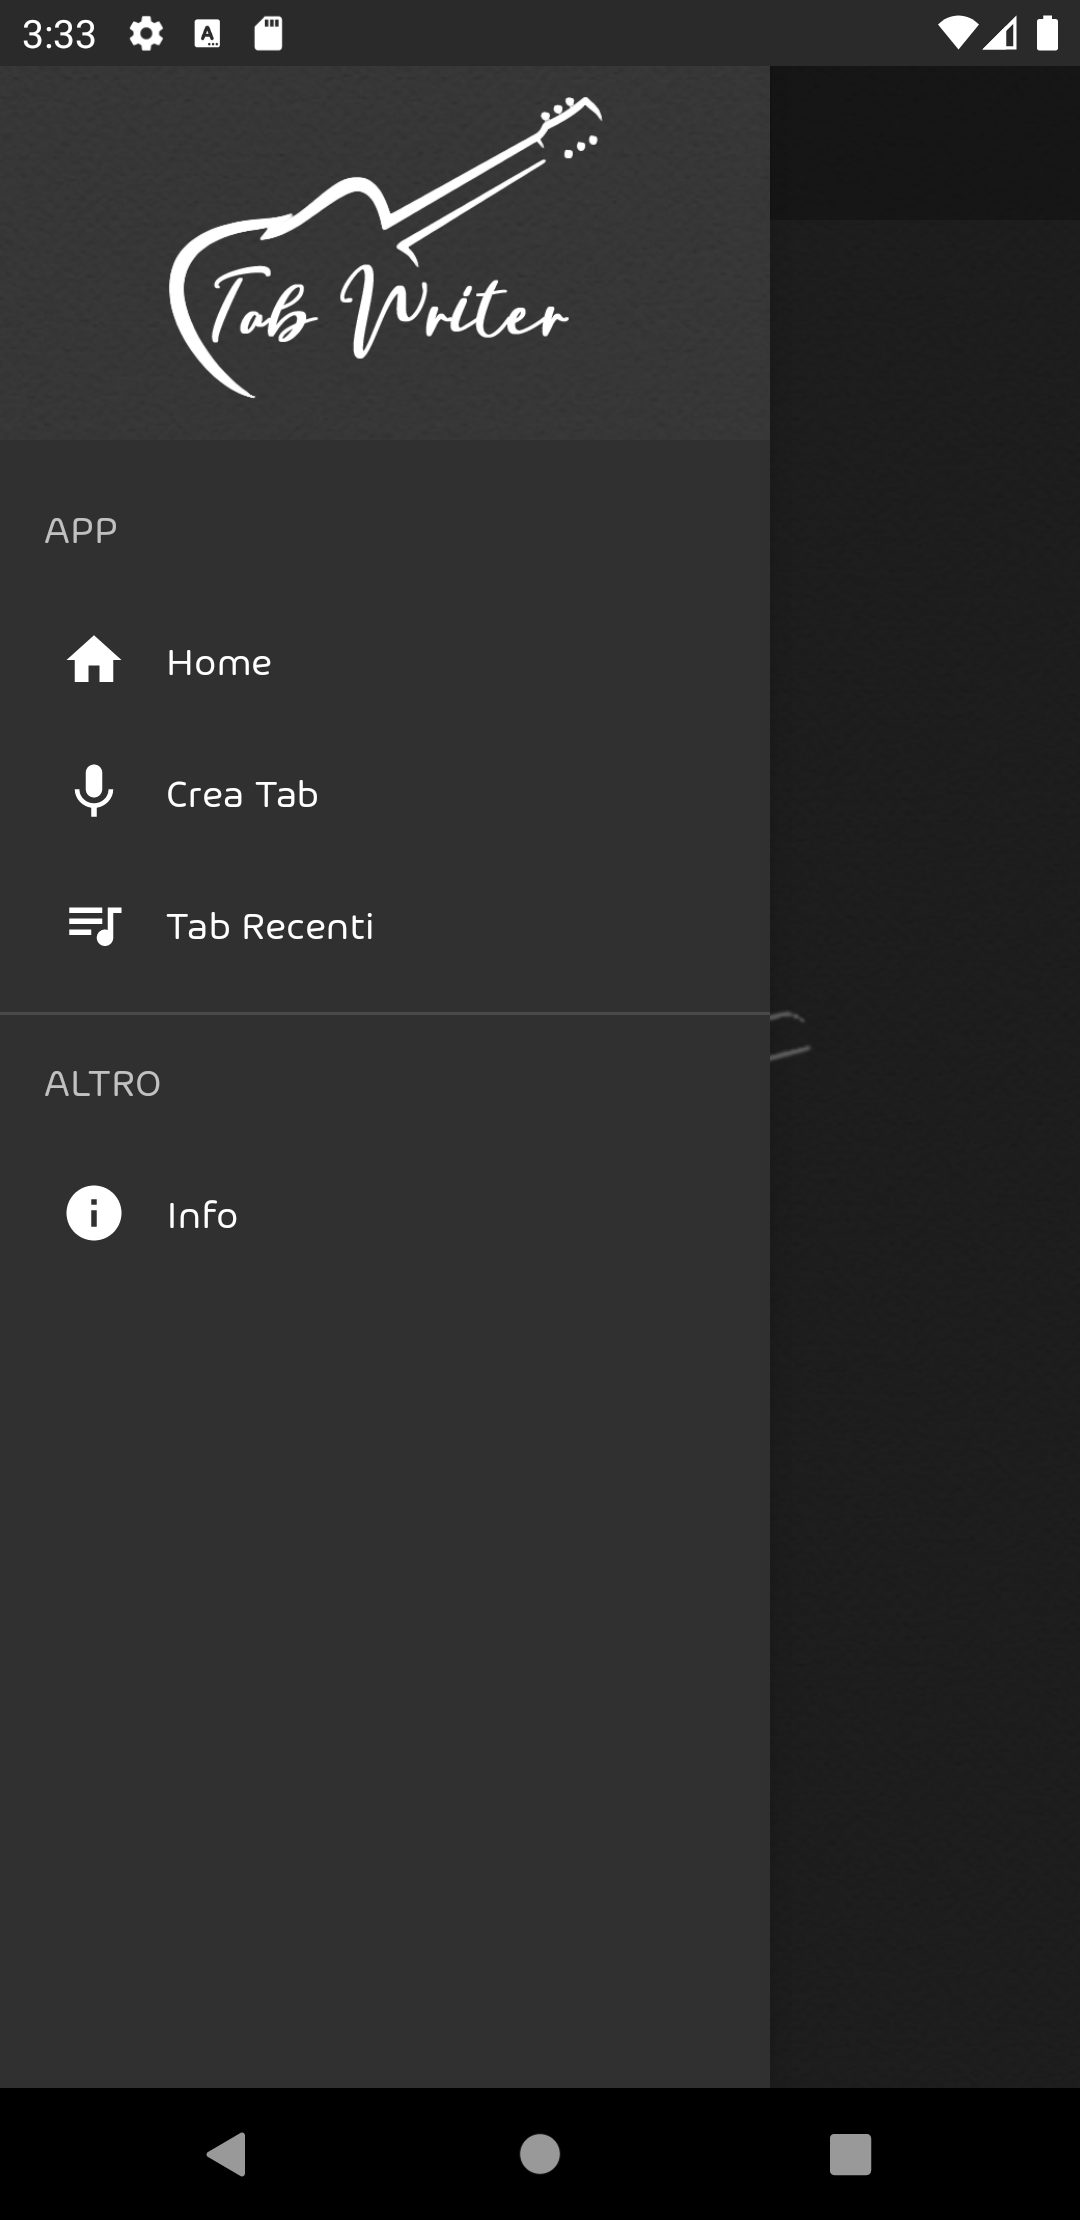 3:33
Tab Writer
APP
Home
Crea Tab
Tab Recenti
ALTRO
Info